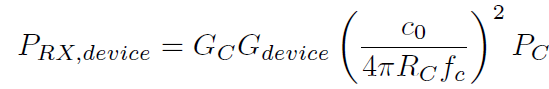 $P_{RX,device} = G_C G_{device} \left( \frac{c_0}{4\pi R_C f_c} \right)^2 P_C$